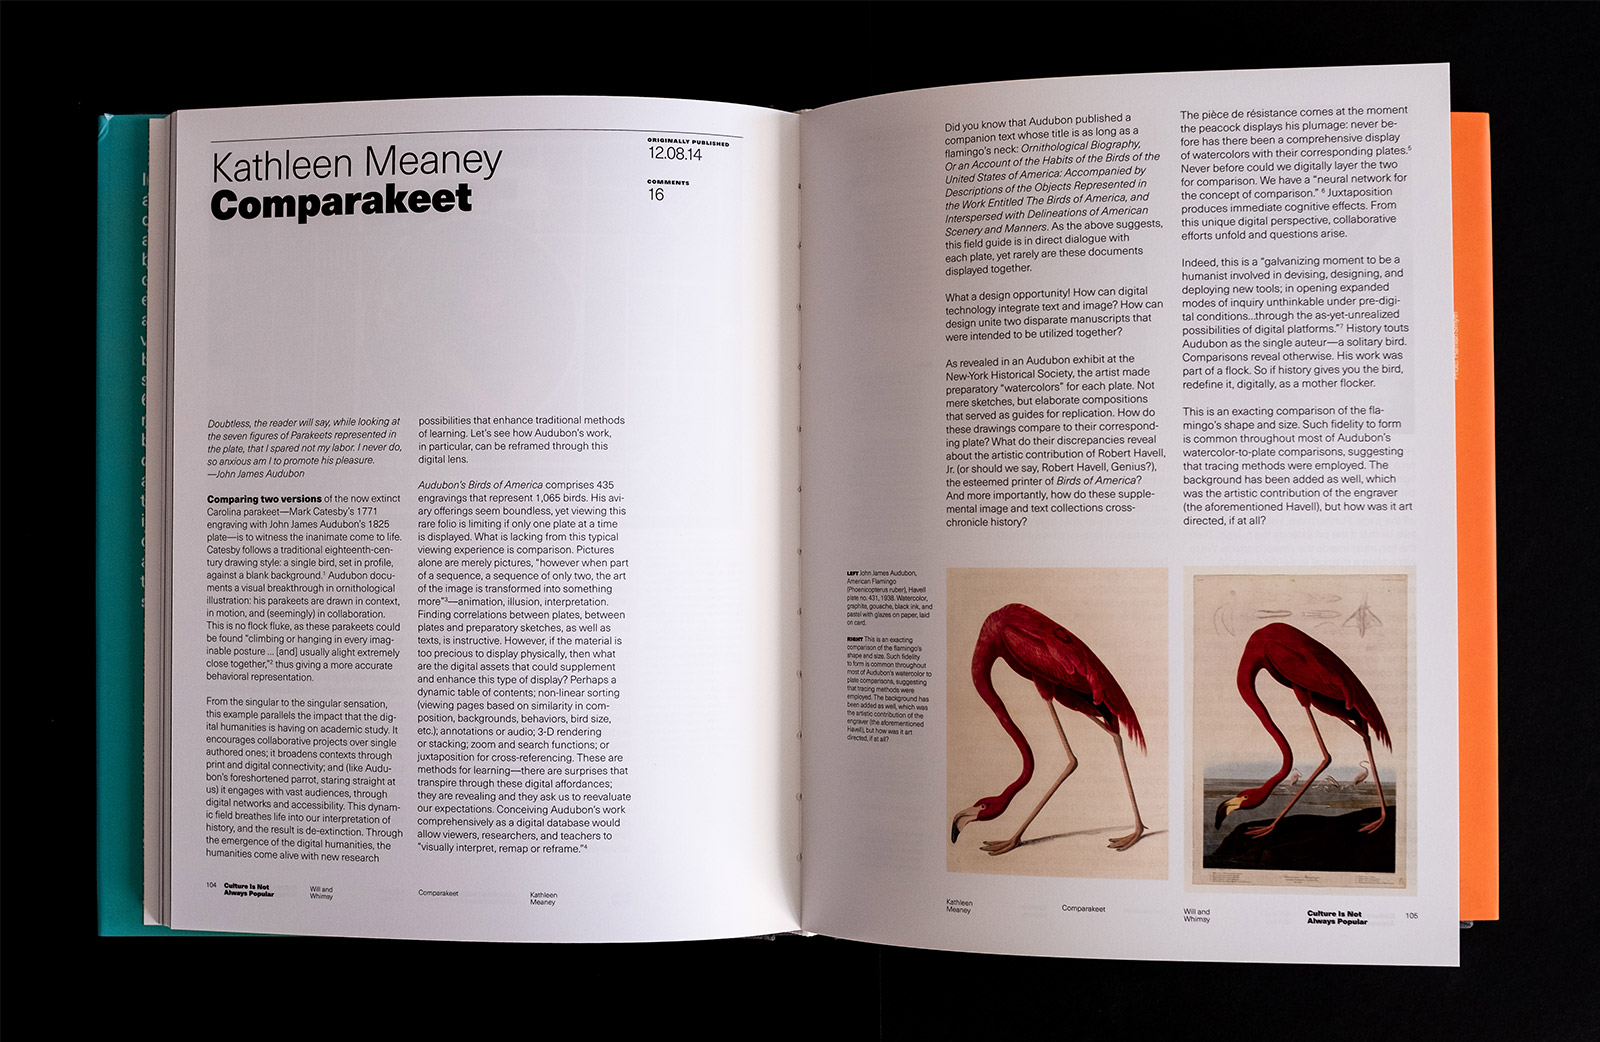 Kathleen Meaney
Comparakeet
ORIGINALLY PUBLISHED
12.08.14
COMMENTS
16
Doubtless, the reader will say, while looking at
the seven figures of Parakeets represented in
the plate, that I spared not my labor. I never do,
so anxious am I to promote his pleasure.
—John James Audubon
Comparing two versions of the now extinct
Carolina parakeet—Mark Catesby's 1771
engraving with John James Audubon's 1825
plate—is to witness the inanimate come to life.
Catesby follows a traditional eighteenth-cen-
tury drawing style: a single bird, set in profile,
against a blank background.1 Audubon docu-
ments a visual breakthrough in ornithological
illustration: his parakeets are drawn in context,
in motion, and (seemingly) in collaboration.
This is no flock fluke, as these parakeets could
be found "climbing or hanging in every imag-
inable posture ... [and] usually alight extremely
close together,"2 thus giving a more accurate
behavioral representation.
From the singular to the singular sensation,
this example parallels the impact that the dig-
ital humanities is having on academic study. It
encourages collaborative projects over single
authored ones; it broadens contexts through
print and digital connectivity; and (like Audu-
bon's foreshortened parrot, staring straight at
us) it engages with vast audiences, through
digital networks and accessibility. This dynam-
ic field breathes life into our interpretation of
history, and the result is de-extinction. Through
the emergence of the digital humanities, the
humanities come alive with new research
possibilities that enhance traditional methods
of learning. Let's see how Audubon's work,
in particular, can be reframed through this
digital lens.
Audubon's Birds of America comprises 435
engravings that represent 1,065 birds. His avi-
ary offerings seem boundless, yet viewing this
rare folio is limiting if only one plate at a time
is displayed. What is lacking from this typical
viewing experience is comparison. Pictures
alone are merely pictures, "however when part
of a sequence, a sequence of only two, the art
of the image is transformed into something
more"3—animation, illusion, interpretation.
Finding correlations between plates, between
plates and preparatory sketches, as well as
texts, is instructive. However, if the material is
too precious to display physically, then what
are the digital assets that could supplement
and enhance this type of display? Perhaps a
dynamic table of contents; non-linear sorting
(viewing pages based on similarity in com-
position, backgrounds, behaviors, bird size,
etc.); annotations or audio; 3-D rendering
or stacking; zoom and search functions; or
juxtaposition for cross-referencing. These are
methods for learning—there are surprises that
transpire through these digital affordances;
they are revealing and they ask us to reevaluate
our expectations. Conceiving Audubon's work
comprehensively as a digital database would
allow viewers, researchers, and teachers to
"visually interpret, remap or reframe."4
104
Culture Is Not
Always Popular
Will and
Whimsy
Comparakeet
Kathleen
Meaney
Did you know that Audubon published a
companion text whose title is as long as a
flamingo's neck: Ornithological Biography,
Or an Account of the Habits of the Birds of the
United States of America: Accompanied by
Descriptions of the Objects Represented in
the Work Entitled The Birds of America, and
Interspersed with Delineations of American
Scenery and Manners. As the above suggests,
this field guide is in direct dialogue with
each plate, yet rarely are these documents
displayed together.
What a design opportunity! How can digital
technology integrate text and image? How can
design unite two disparate manuscripts that
were intended to be utilized together?
As revealed in an Audubon exhibit at the
New-York Historical Society, the artist made
preparatory "watercolors" for each plate. Not
mere sketches, but elaborate compositions
that served as guides for replication. How do
these drawings compare to their correspond-
ing plate? What do their discrepancies reveal
about the artistic contribution of Robert Havell,
Jr. (or should we say, Robert Havell, Genius?),
the esteemed printer of Birds of America?
And more importantly, how do these supple-
mental image and text collections cross-
chronicle history?
The pièce de résistance comes at the moment
the peacock displays his plumage: never be-
fore has there been a comprehensive display
of watercolors with their corresponding plates.5
Never before could we digitally layer the two
for comparison. We have a "neural network for
the concept of comparison." 6 Juxtaposition
produces immediate cognitive effects. From
this unique digital perspective, collaborative
efforts unfold and questions arise.
Indeed, this is a "galvanizing moment to be a
humanist involved in devising, designing, and
deploying new tools; in opening expanded
modes of inquiry unthinkable under pre-digi-
tal conditions...through the as-yet-unrealized
possibilities of digital platforms."7 History touts
Audubon as the single auteur—a solitary bird.
Comparisons reveal otherwise. His work was
part of a flock. So if history gives you the bird,
redefine it, digitally, as a mother flocker.
This is an exacting comparison of the fla-
mingo's shape and size. Such fidelity to form
is common throughout most of Audubon's
watercolor-to-plate comparisons, suggesting
that tracing methods were employed. The
background has been added as well, which
was the artistic contribution of the engraver
(the aforementioned Havell), but how was it art
directed, if at all?
LEFT John James Audubon,
American Flamingo
(Phoenicopterus ruber), Havell
plate no. 431, 1938. Watercolor,
graphite, gouache, black ink, and
pastel with glazes on paper, laid
on card.
RIGHT This is an exacting
comparison of the flamingo's
shape and size. Such fidelity
to form is common throughout
most of Audubon's watercolor to
plate comparisons, suggesting
that tracing methods were
employed. The background has
been added as well, which was
the artistic contribution of the
engraver (the aforementioned
Havell), but how was it art
directed, if at all?
Kathleen
Meaney
Comparakeet
Will and
Whimsy
Culture Is Not
Always Popular
105